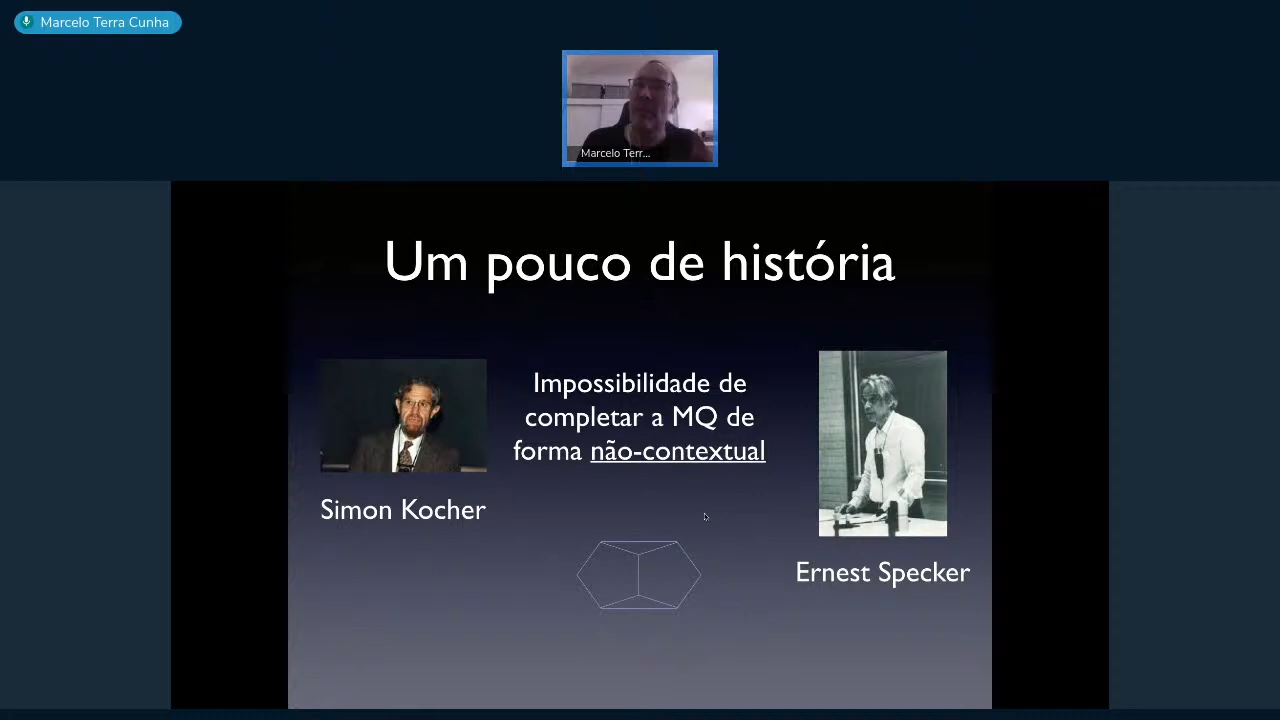 Marcelo Terra Cunha
Marcelo Terr...
Um pouco de história
Impossibilidade de
completar a MQ de
forma não-contextual
Simon Kocher
Ernest Specker